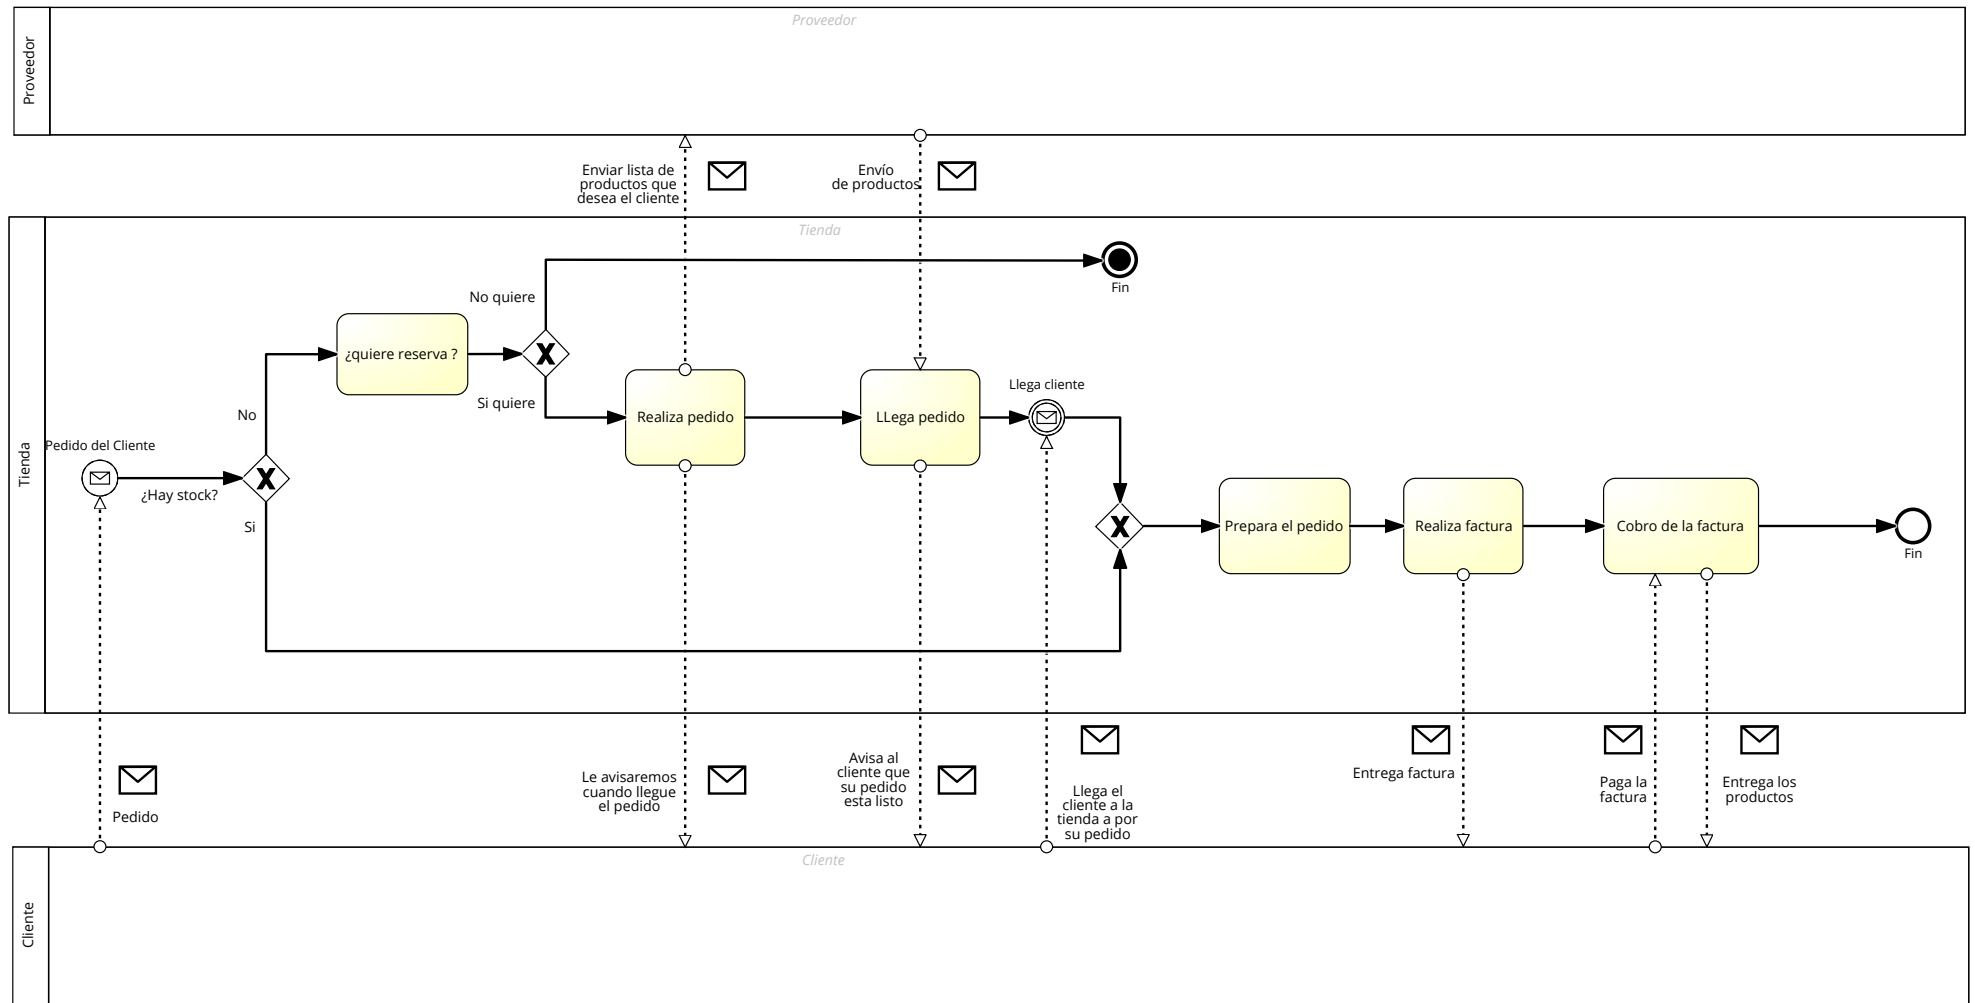 Proveedor
Proveedor
Enviar lista de
productos que
desea el cliente
Envío
de productos
Tienda
Tienda
Fin
No quiere
¿quiere reserva ?
Si quiere
Llega cliente
No
Realiza pedido
LLega pedido
Pedido del Cliente
¿Hay stock?
Si
Prepara el pedido
Realiza factura
Cobro de la factura
Fin
Pedido
Le avisaremos
cuando llegue
el pedido
Avisa al
cliente que
su pedido
esta listo
Llega el
cliente a la
tienda a por
su pedido
Entrega factura
Paga la
factura
Entrega los
productos
Cliente
Cliente